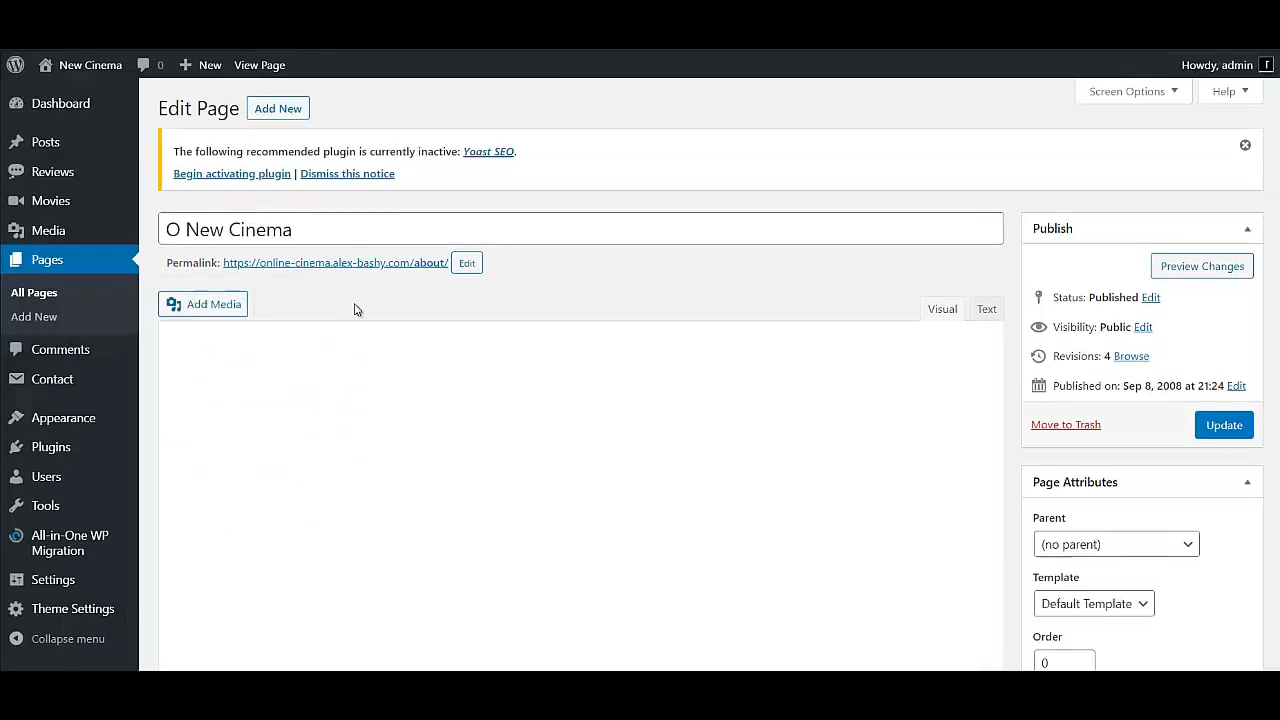 New Cinema 0 New View Page Howdy, admin
Dashboard
Posts
Reviews
Movies
Media
Pages
All Pages
Add New
Comments
Contact
Appearance
Plugins
Users
Tools
All-in-One WP
Migration
Settings
Theme Settings
Collapse menu
Screen Options Help
Edit Page Add New
The following recommended plugin is currently inactive: Yoast SEO.
Begin activating plugin | Dismiss this notice
O New Cinema
Permalink: https://online-cinema.alex-bashy.com/about/ Edit
Add Media
Visual Text
Publish
Preview Changes
Status: Published Edit
Visibility: Public Edit
Revisions: 4 Browse
Published on: Sep 8, 2008 at 21:24 Edit
Move to Trash Update
Page Attributes
Parent
(no parent)
Template
Default Template
Order
0